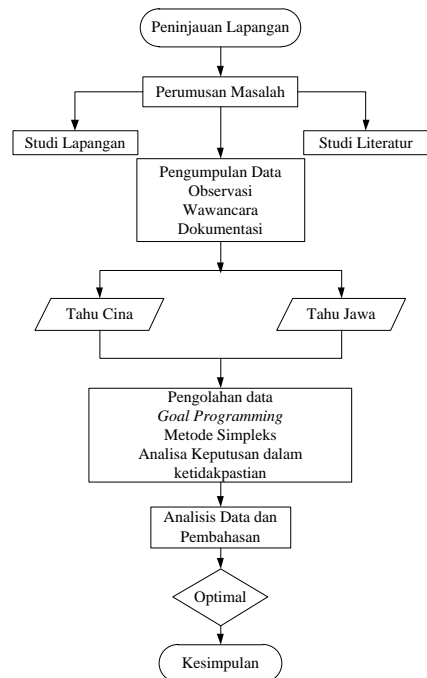 Peninjauan Lapangan
Perumusan Masalah
Studi Lapangan
Studi Literatur
Pengumpulan Data
Observasi
Wawancara
Dokumentasi
Tahu Cina
Tahu Jawa
Pengolahan data
Goal Programming
Metode Simpleks
Analisa Keputusan dalam
ketidakpastian
Analisis Data dan
Pembahasan
Optimal
Kesimpulan